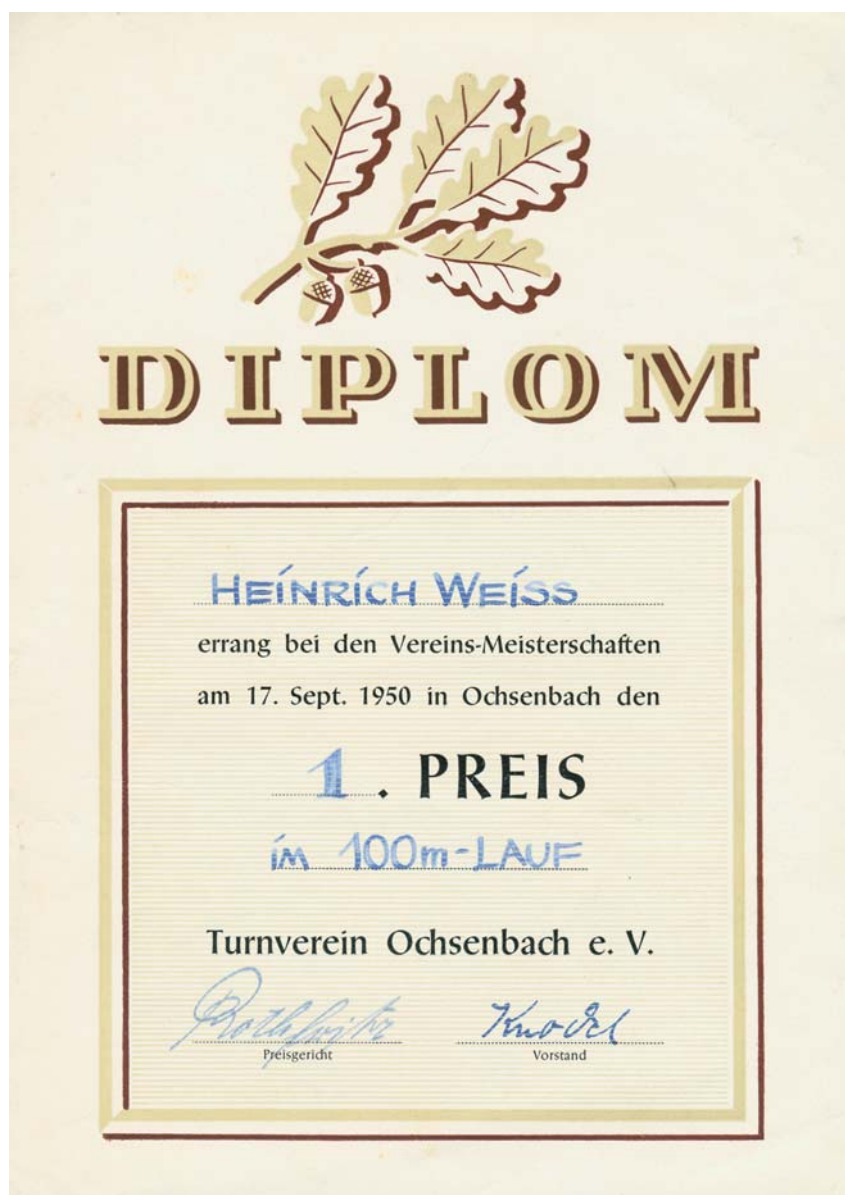 DIPLOM
HEINRICH WEISS
errang bei den Vereins-Meisterschaften
am 17. Sept. 1950 in Ochsenbach den
1. PREIS
im 100m-LAUF
Turnverein Ochsenbach e. V.
Knodel
Preisgericht Vorstand